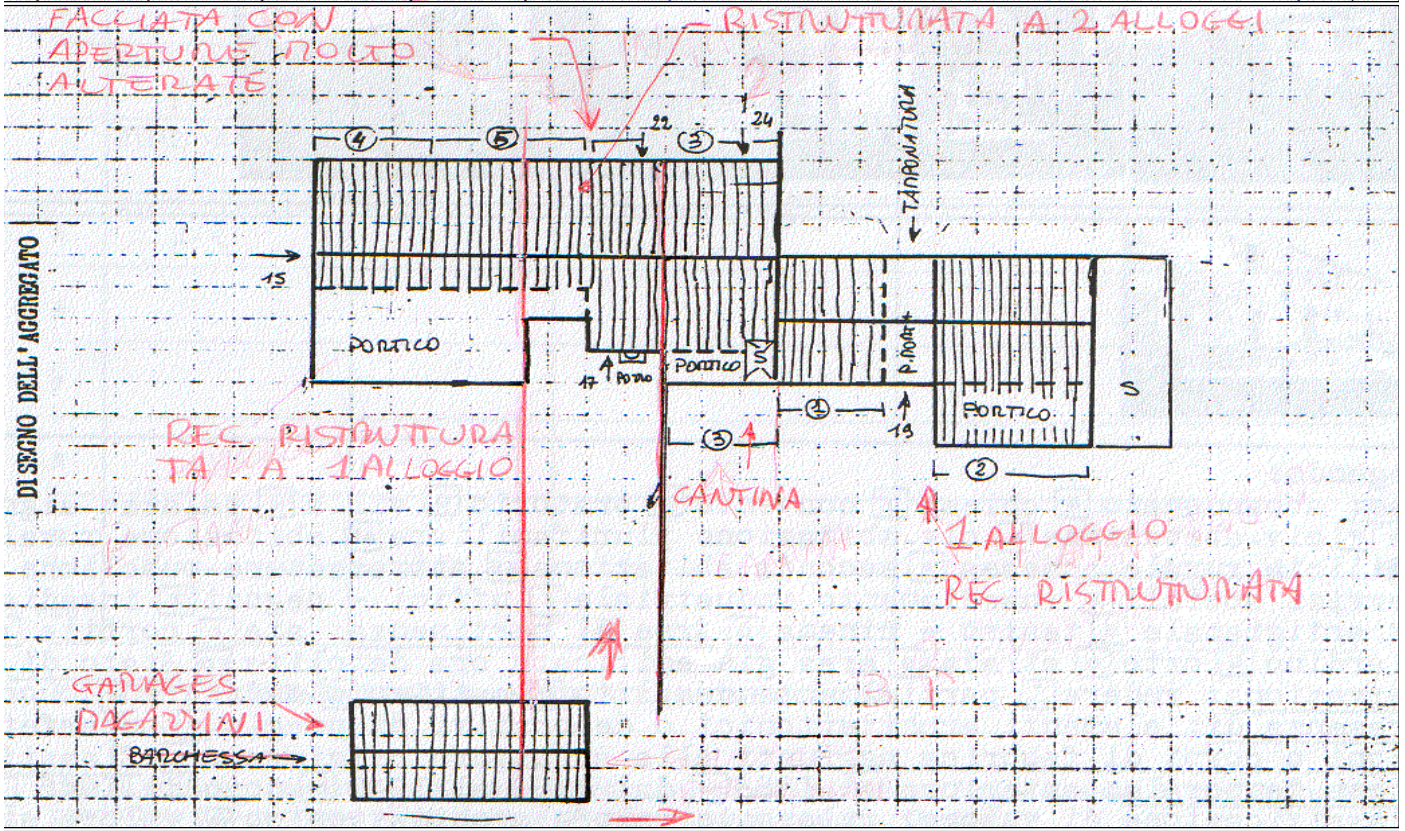 FACCIATA CON
APERTURE MOLTO
ALTERATE
RISTRUTTURATA A 2 ALLOGGI
TAMPONATURA
4
5
3
22
24
15
DISEGNO DELL'AGGREGATO
PORTICO
17
POZZO
PORTICO
S
P. PORTA
S
1
19
PORTICO
3
2
REC RISTRUTTURA
TA A 1 ALLOGGIO
CANTINA
1 ALLOGGIO
REC RISTRUTTURATA
GARAGES
MAGAZZINI
BARCHESSA